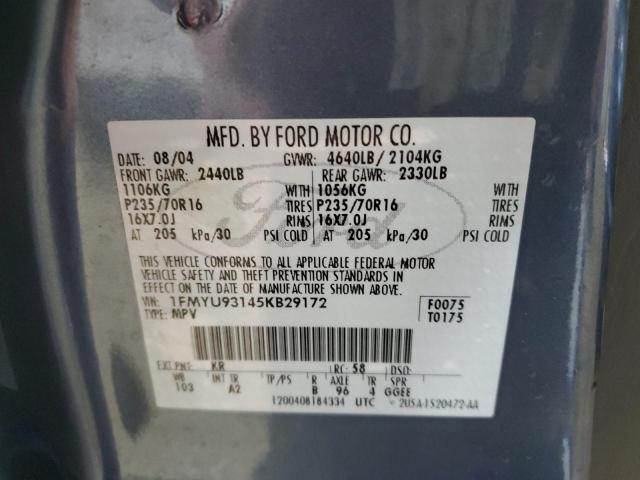 MFD. BY FORD MOTOR CO.
DATE: 08/04 GVWR: 4640LB/ 2104KG
FRONT GAWR: 2440LB REAR GAWR: 2330LB
1106KG WITH 1056KG WITH
P235/70R16 TIRES P235/70R16 TIRES
16X7.0J RIMS 16X7.0J RIMS
AT 205 kPa/30 PSI COLD AT 205 kPa/30 PSI COLD
Ford
THIS VEHICLE CONFORMS TO ALL APPLICABLE FEDERAL MOTOR
VEHICLE SAFETY AND THEFT PREVENTION STANDARDS IN
EFFECT ON THE DATE OF MANUFACTURE SHOWN ABOVE.
VIN: 1FMYU93145KB29172 F0075
TYPE: MPV T0175
EXT PNT: KR RC: 58 DSO:
WB INT TR TP/PS R AXLE TR SPR
103 A2 B 96 4 GGEE
1200408184334 UTC 2USA-1520472-AA